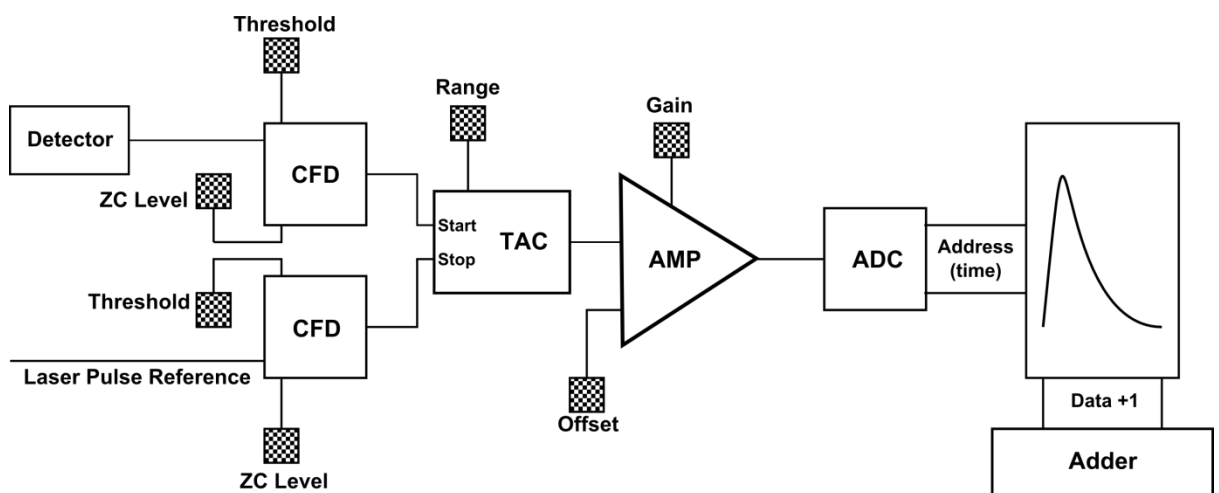 Threshold
Range
Gain
Detector
CFD
ZC Level
Start
TAC
Stop
AMP
ADC
Address
(time)
Threshold
CFD
Laser Pulse Reference
Offset
ZC Level
Data +1
Adder